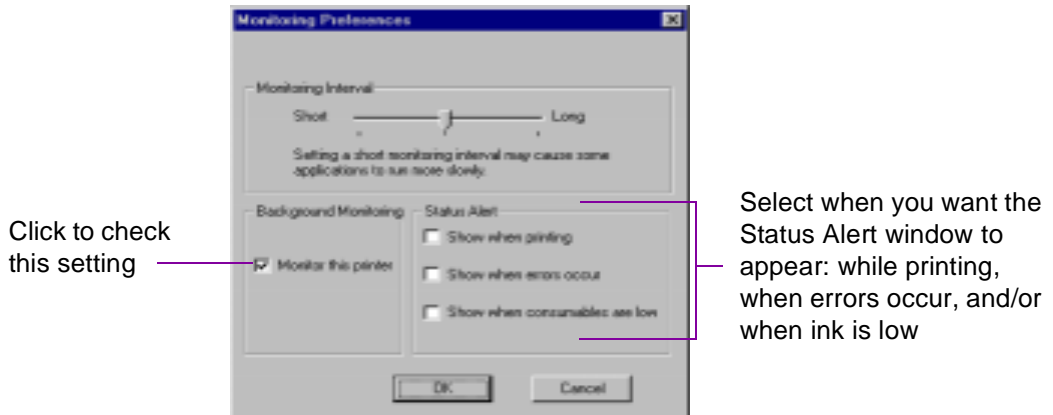 Monitoring Preferences
Monitoring Interval
Short
Long
Setting a short monitoring interval may cause some
applications to run more slowly.
Background Monitoring
Monitor this printer
Status Alert
Show when printing
Show when errors occur
Show when consumables are low
OK
Cancel
Click to check
this setting
Select when you want the
Status Alert window to
appear: while printing,
when errors occur, and/or
when ink is low